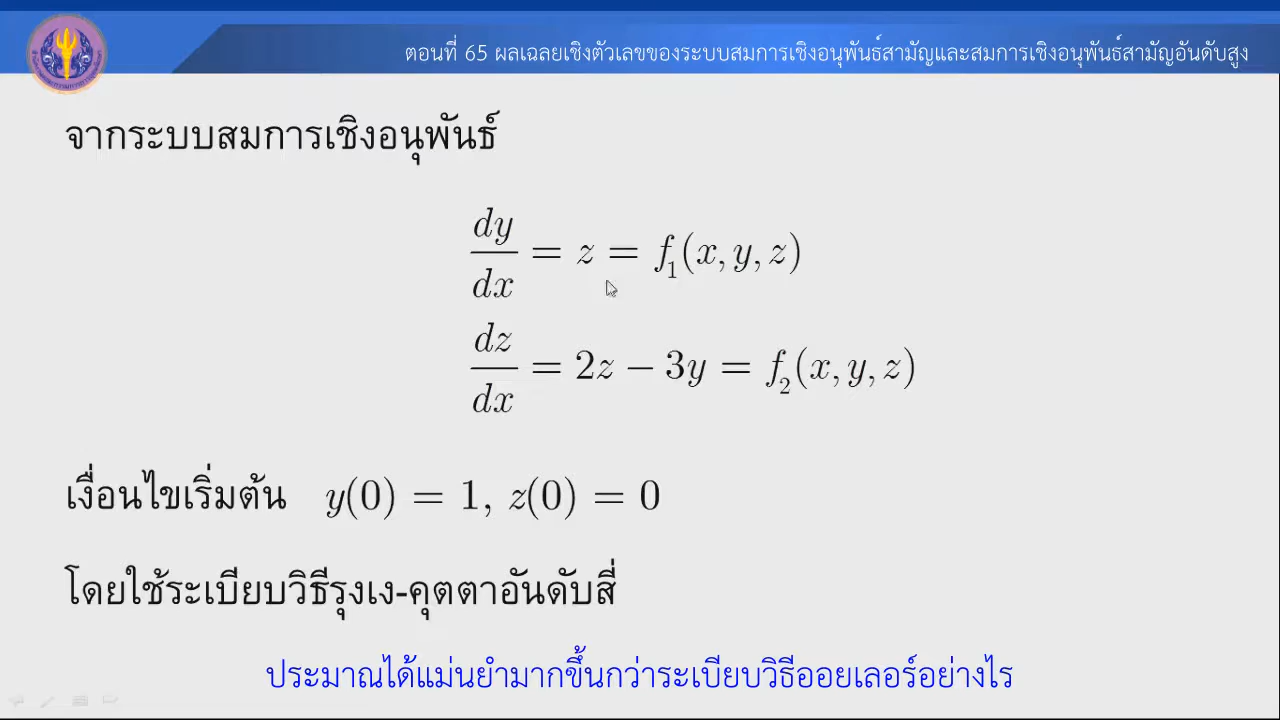 ตอนที่ 65 ผลเฉลยเชิงตัวเลขของระบบสมการเชิงอนุพันธ์สามัญและสมการเชิงอนุพันธ์สามัญอันดับสูง
จากระบบสมการเชิงอนุพันธ์
dy/dx = z = f₁(x, y, z)
dz/dx = 2z − 3y = f₂(x, y, z)
เงื่อนไขเริ่มต้น y(0) = 1, z(0) = 0
โดยใช้ระเบียบวิธีรุงเง-คุตตาอันดับสี่
ประมาณได้แม่นยำมากขึ้นกว่าระเบียบวิธีออยเลอร์อย่างไร